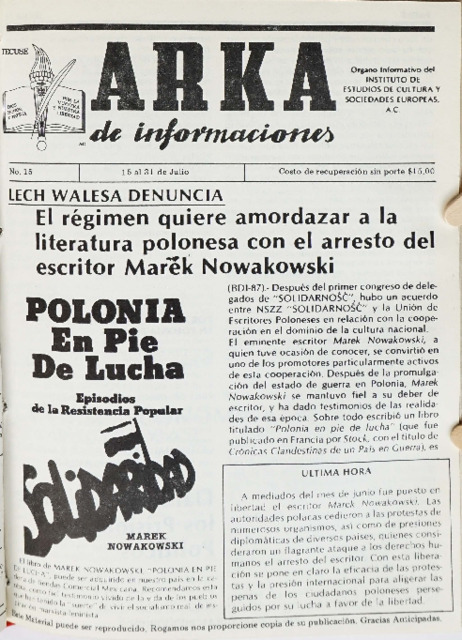 TECUSE
ARKA
de informaciones
Organo Informativo del
INSTITUTO DE
ESTUDIOS DE CULTURA Y
SOCIEDADES EUROPEAS,
A.C.
No. 15
15 al 31 de Julio
Costo de recuperación sin porte $15,00
LECH WALESA DENUNCIA
El régimen quiere amordazar a la
literatura polonesa con el arresto del
escritor Marek Nowakowski
POLONIA
En Pie
De Lucha
Episodios
de la Resistencia Popular
SOLIDARIDAD
MAREK
NOWAKOWSKI
El libro de MAREK NOWAKOWSKI "POLONIA EN PIE
DE LUCHA", puede ser adquirido en nuestro país en la
de Tiendas Comercial Mexicana. Recomendamos
(BDI-87).- Después del primer congreso de dele-
gados de "SOLIDARNOŚĆ", hubo un acuerdo
entre NSZZ "SOLIDARNOŚĆ" y la Unión de
Escritores Poloneses en relación con la coope-
ración en el dominio de la cultura nacional.
El eminente escritor Marek Nowakowski, a
quien tuve ocasión de conocer, se convirtió en
uno de los promotores particularmente activos
de esta cooperación. Después de la promulga-
ción del estado de guerra en Polonia, Marek
Nowakowski se mantuvo fiel a su deber de
escritor, y ha dado testimonios de las realida-
des de esa época. Sobre todo escribió un libro
titulado "Polonia en pie de lucha" (que fue
publicado en Francia por Stock, con el título de
Crónicas Clandestinas de un País en Guerra), es
ULTIMA HORA
A mediados del mes de junio fue puesto en
libertad el escritor Marek Nowakowski. Las
autoridades polacas cedieron a las protestas de
numerosos organismos, así como de presiones
diplomáticas de diversos países, quienes consi-
deraron un flagrante ataque a los derechos hu-
manos el arresto del escritor. Con esta libera-
ción se pone en claro la eficacia de las protes-
tas y la presión internacional para aligerar las
penas de los ciudadanos poloneses perse-
guidos por su lucha a favor de la libertad.
Este Material puede ser reproducido. Rogamos nos proporcione copia de su publicación. Gracias Anticipadas.